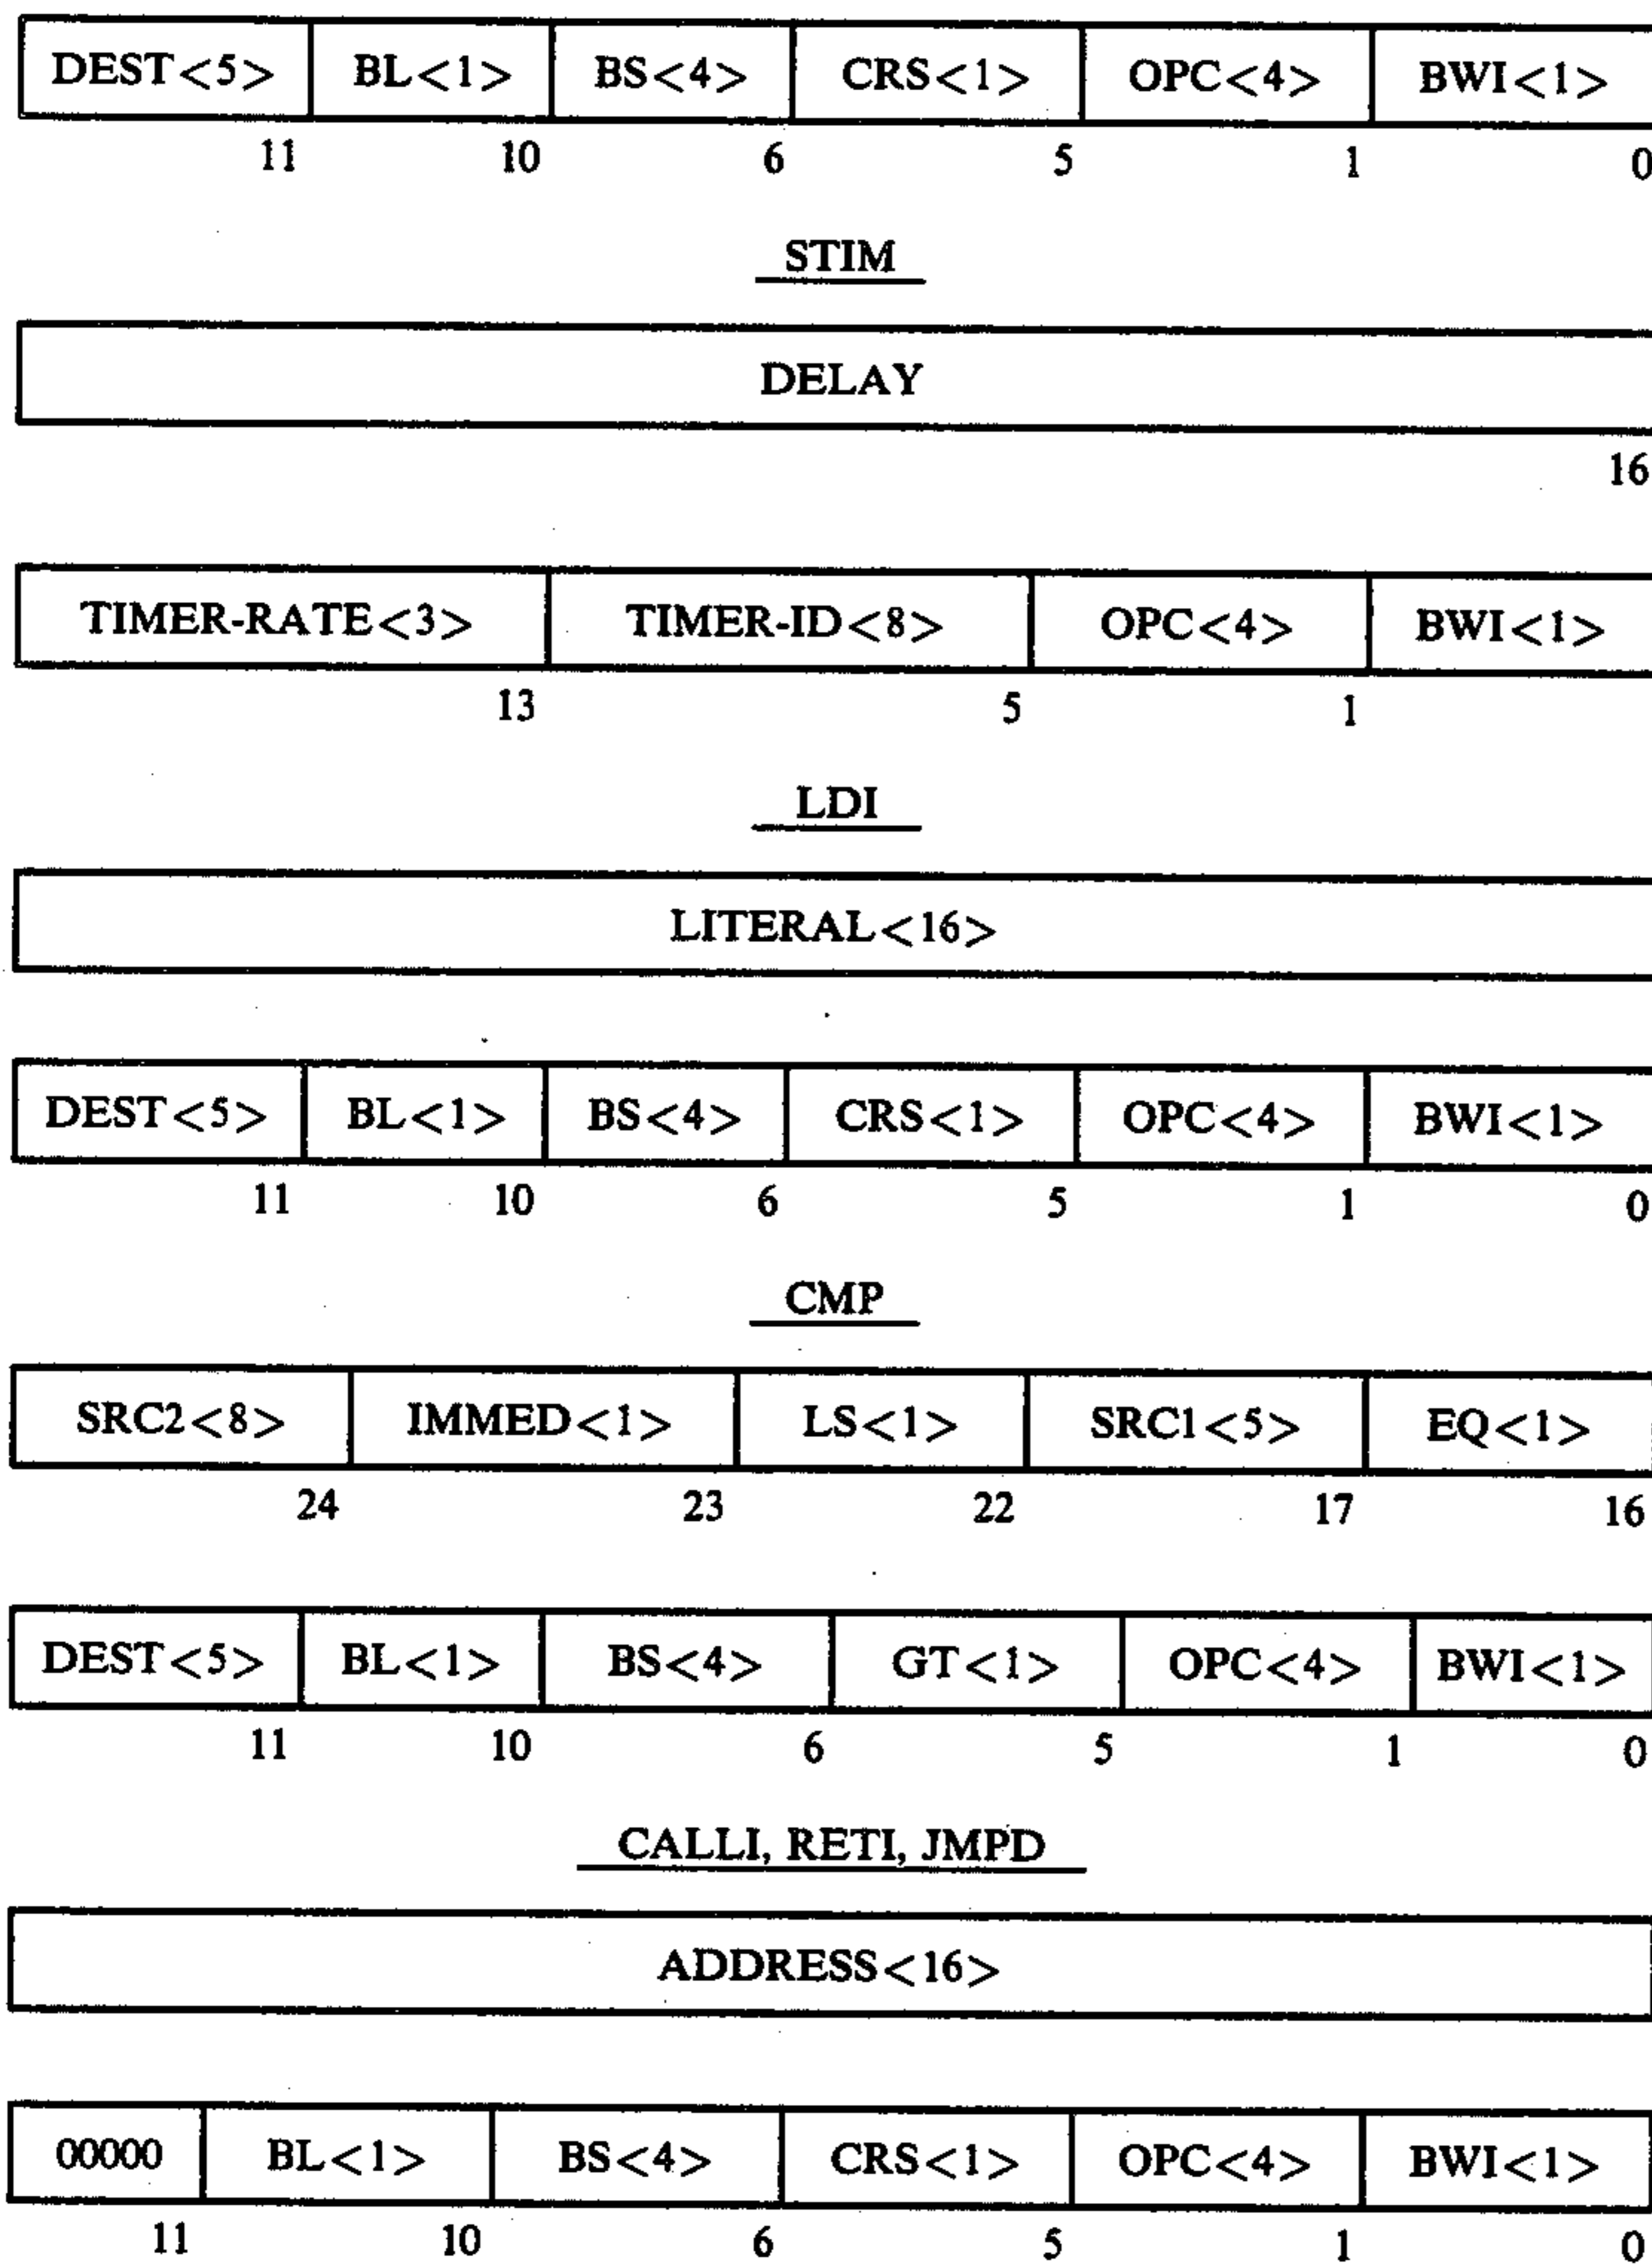 DEST<5> BL<1> BS<4> CRS<1> OPC<4> BWI<1>
11 10 6 5 1 0
STIM
DELAY
16
TIMER-RATE<3> TIMER-ID<8> OPC<4> BWI<1>
13 5 1
LDI
LITERAL<16>
DEST<5> BL<1> BS<4> CRS<1> OPC<4> BWI<1>
11 10 6 5 1 0
CMP
SRC2<8> IMMED<1> LS<1> SRC1<5> EQ<1>
24 23 22 17 16
DEST<5> BL<1> BS<4> GT<1> OPC<4> BWI<1>
11 10 6 5 1 0
CALLI, RETI, JMPD
ADDRESS<16>
00000 BL<1> BS<4> CRS<1> OPC<4> BWI<1>
11 10 6 5 1 0